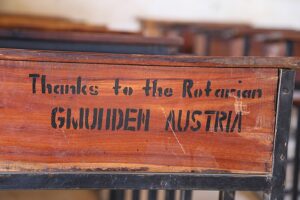 Thanks to the Rotarian
GMUNDEN AUSTRIA